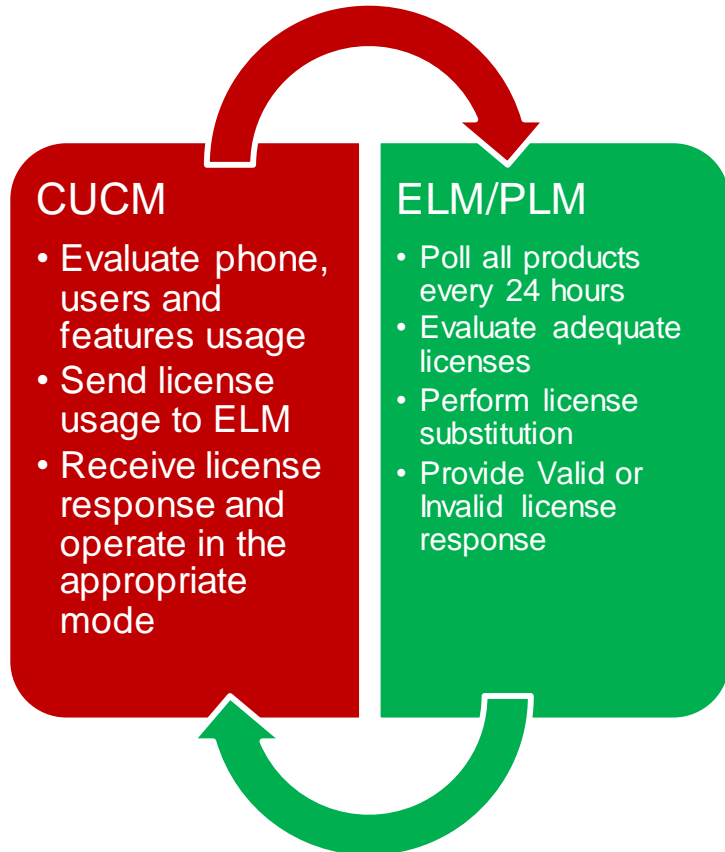 CUCM
• Evaluate phone,
users and
features usage
• Send license
usage to ELM
• Receive license
response and
operate in the
appropriate
mode
ELM/PLM
• Poll all products
every 24 hours
• Evaluate adequate
licenses
• Perform license
substitution
• Provide Valid or
Invalid license
response